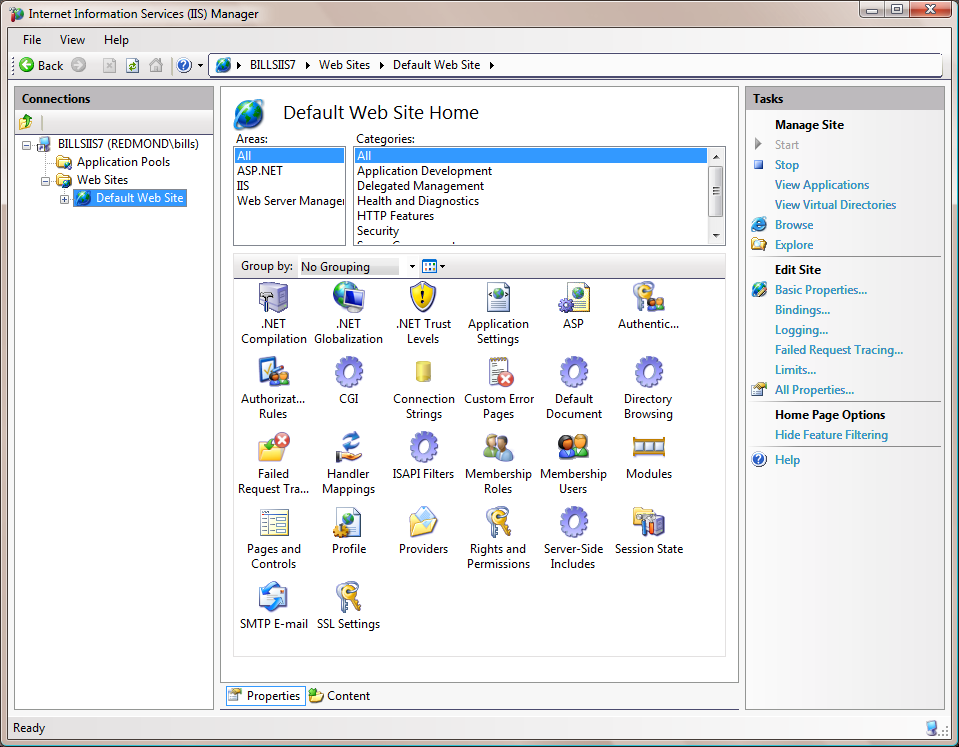 Internet Information Services (IIS) Manager
File View Help
Back BILLSIIS7 Web Sites Default Web Site
Connections
BILLSIIS7 (REDMOND\bills)
Application Pools
Web Sites
Default Web Site
Default Web Site Home
Areas:
All
ASP.NET
IIS
Web Server Manager
Categories:
All
Application Development
Delegated Management
Health and Diagnostics
HTTP Features
Security
Group by: No Grouping
.NET
Compilation
.NET
Globalization
.NET Trust
Levels
Application
Settings
ASP
Authentic...
Authorizat...
Rules
CGI
Connection
Strings
Custom Error
Pages
Default
Document
Directory
Browsing
Failed
Request Tra...
Handler
Mappings
ISAPI Filters
Membership
Roles
Membership
Users
Modules
Pages and
Controls
Profile
Providers
Rights and
Permissions
Server-Side
Includes
Session State
SMTP E-mail
SSL Settings
Properties Content
Tasks
Manage Site
Start
Stop
View Applications
View Virtual Directories
Browse
Explore
Edit Site
Basic Properties...
Bindings...
Logging...
Failed Request Tracing...
Limits...
All Properties...
Home Page Options
Hide Feature Filtering
Help
Ready